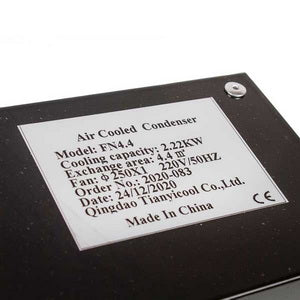 Air Cooled Condenser
Model: FN4,4
Cooling capacity: 2.22KW
Exchange area: 4.4 ㎡
Fan: ф 250X1 220V/50HZ
Order No.: 2020-083
Date: 24/12/2020
Qingdao Tianyicool Co.,Ltd.
Made In China
CE